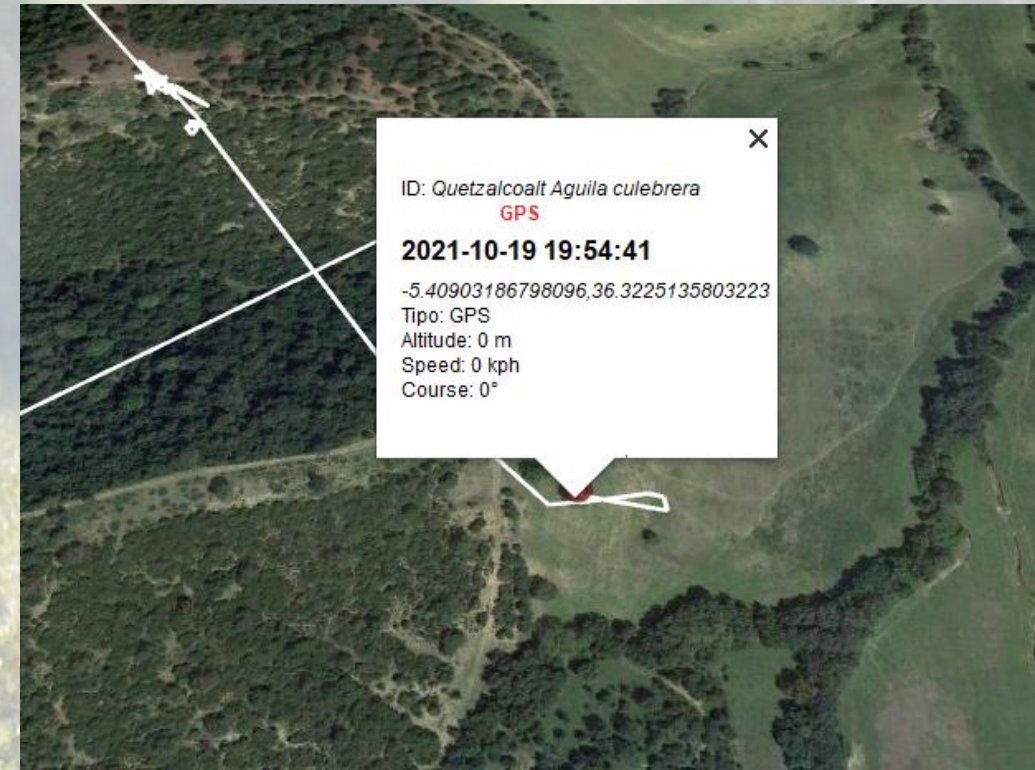 ID: Quetzalcoalt Aguila culebrera
GPS
2021-10-19 19:54:41
-5.40903186798096,36.3225135803223
Tipo: GPS
Altitude: 0 m
Speed: 0 kph
Course: 0°